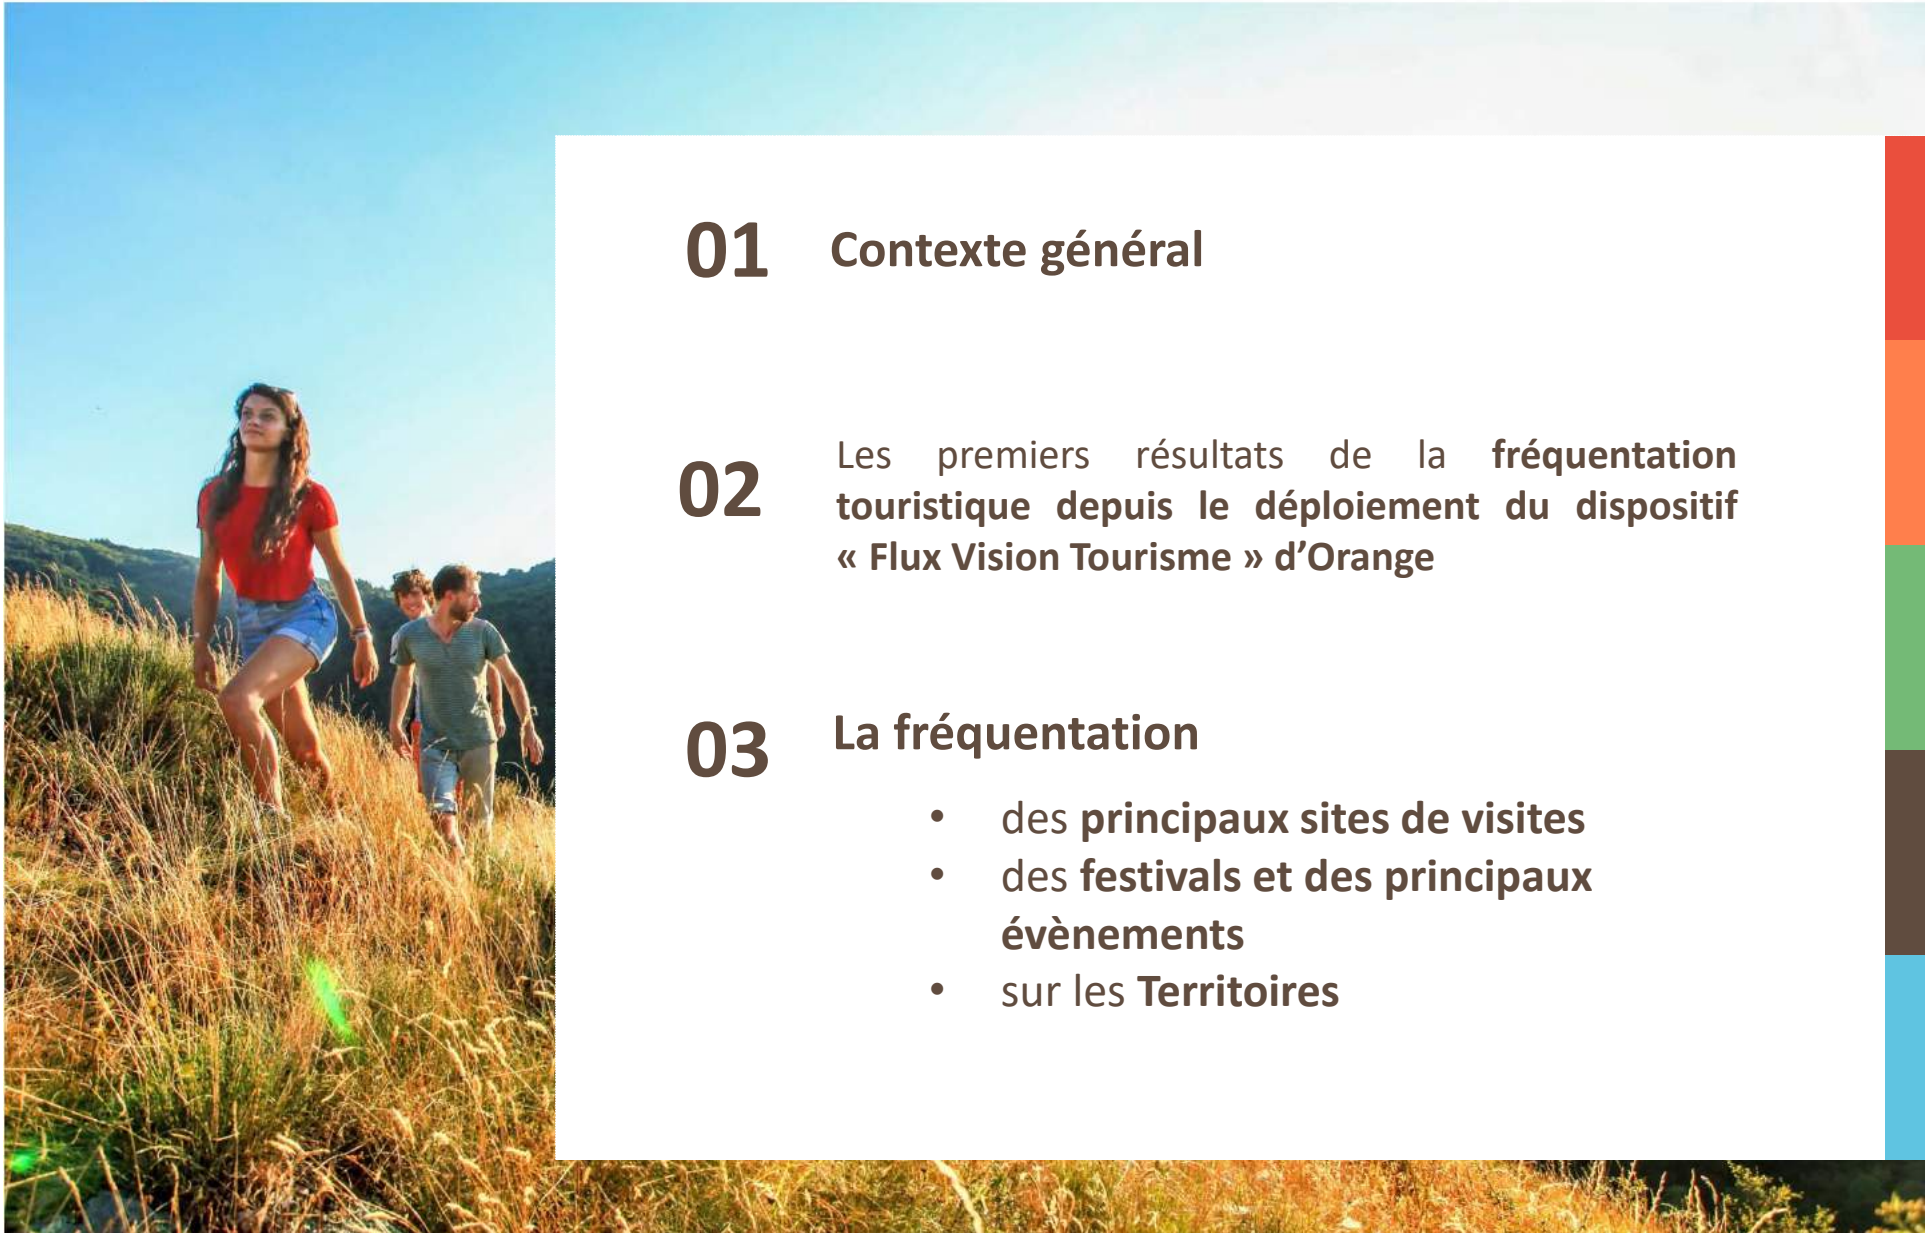 01 Contexte général
02 Les premiers résultats de la fréquentation
touristique depuis le déploiement du dispositif
« Flux Vision Tourisme » d’Orange
03 La fréquentation
• des principaux sites de visites
• des festivals et des principaux
évènements
• sur les Territoires